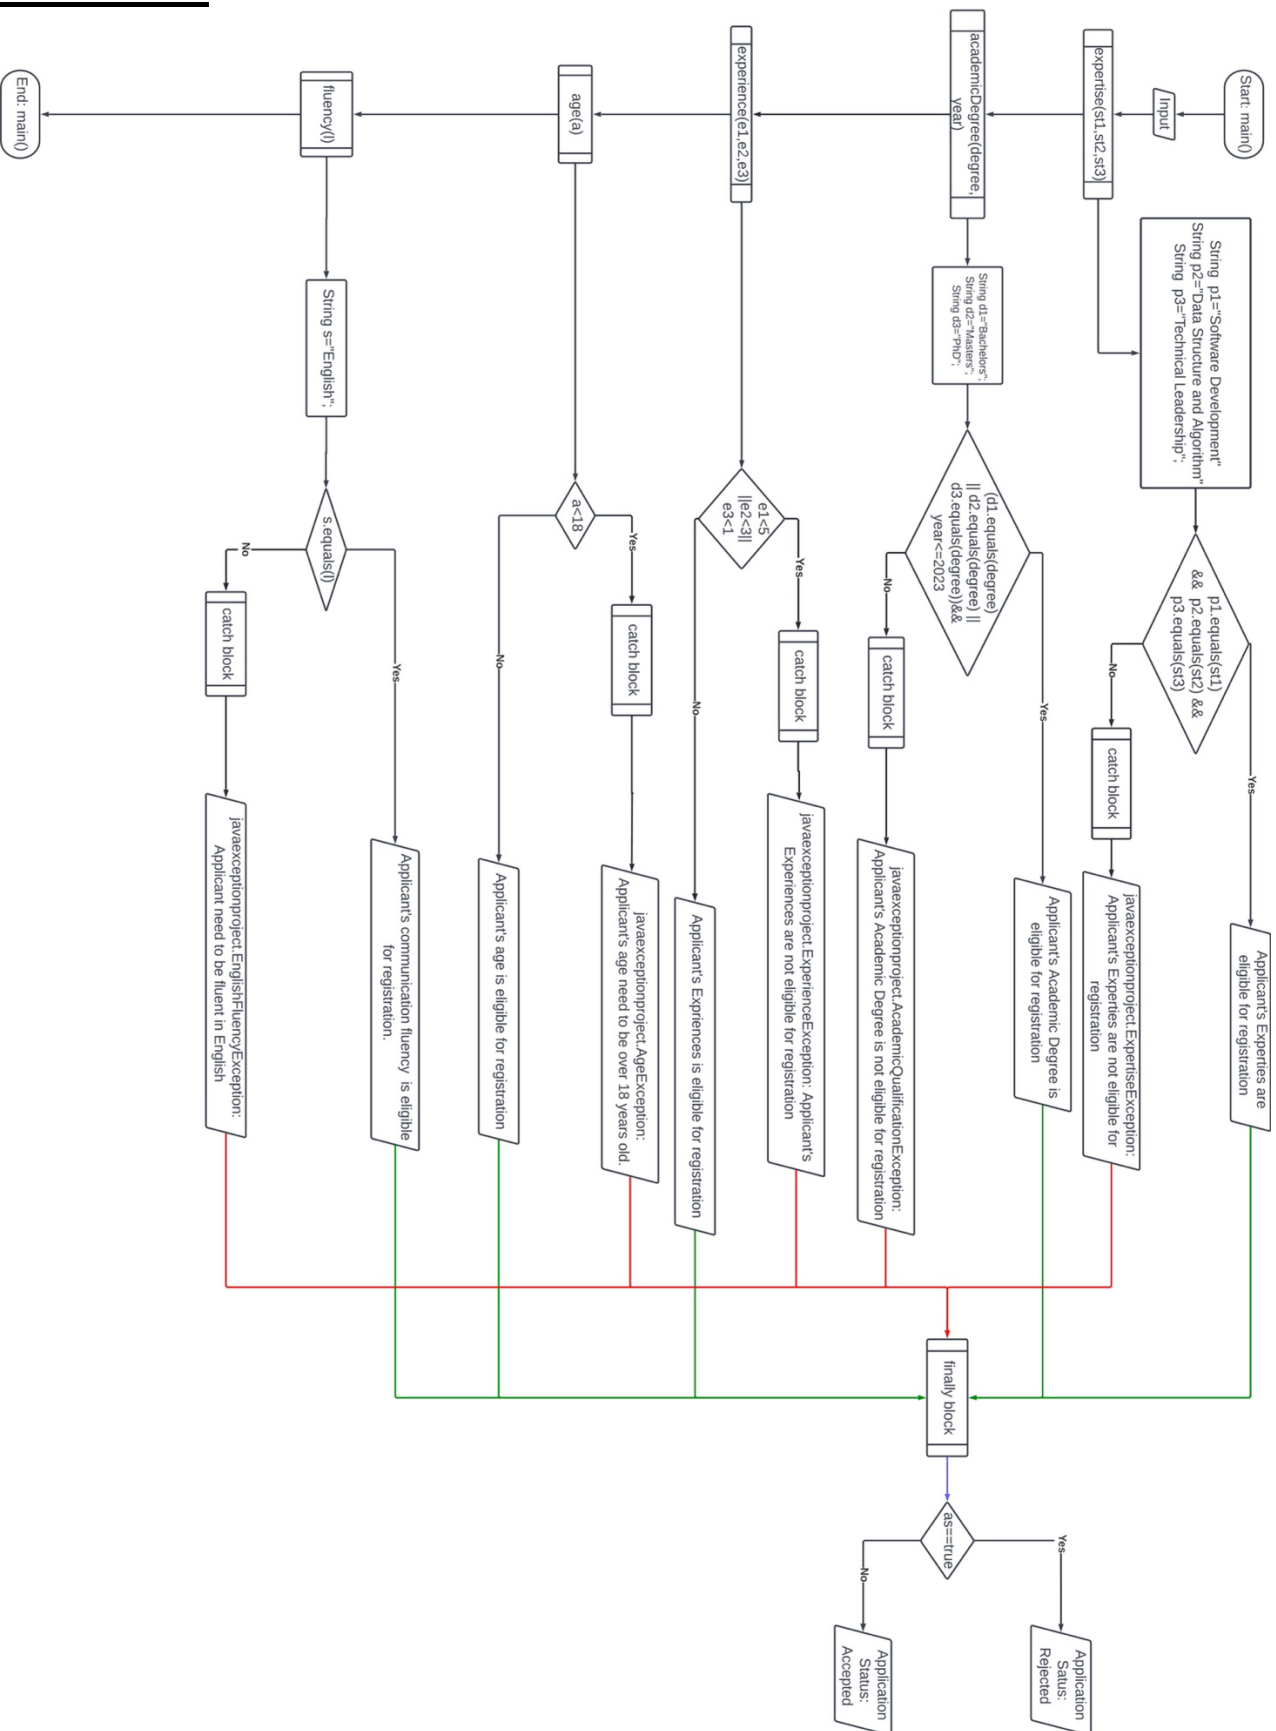 Start: main()
Input
expertise(st1,st2,st3)
String  p1="Software Development"
String p2="Data Structure and Algorithm"
String  p3="Technical Leadership";
p1.equals(st1)
&&  p2.equals(st2) &&
p3.equals(st3)
Yes
No
catch block
Applicant's Experties are
eligible for registration
javaexceptionproject.ExpertiseException:
Applicant's Experties are not eligible for
registration
academicDegree(degree,
year)
String d1="Bachelors";
String d2="Masters";
String d3="PhD";
(d1.equals(degree)
|| d2.equals(degree) ||
d3.equals(degree))&&
year<=2023
Yes
No
catch block
Applicant's Academic Degree is
eligible for registration
javaexceptionproject.AcademicQualificationException:
Applicant's Academic Degree is not eligible for registration
experience(e1,e2,e3)
e1<5
||e2<3||
e3<1
Yes
No
catch block
javaexceptionproject.ExperienceException: Applicant's
Experiences are not eligible for registration
Applicant's Expriences is eligible for registration
age(a)
a<18
Yes
No
catch block
javaexceptionproject.AgeException:
Applicant's age need to be over 18 years old.
Applicant's age is eligible for registration
fluency(l)
String s="English";
s.equals(l)
Yes
No
catch block
Applicant's communication fluency  is eligible
for registration.
javaexceptionproject.EnglishFluencyException:
Applicant need to be fluent in English
End: main()
finally block
as==true
Yes
No
Application
Satus:
Rejected
Application
Status:
Accepted